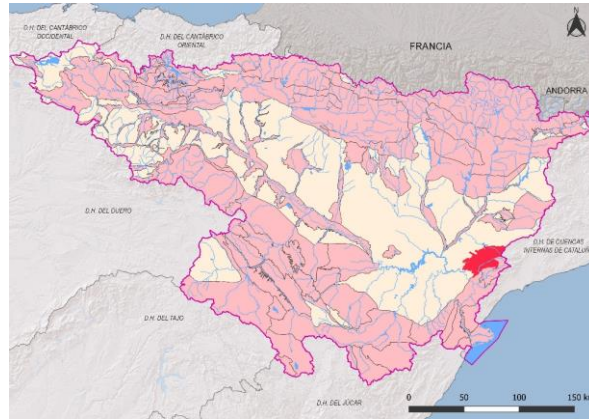 D.H. DEL CANTÁBRICO
OCCIDENTAL
D.H. DEL CANTÁBRICO
ORIENTAL
FRANCIA
N
ANDORRA
D.H. DEL DUERO
D.H. DE CUENCAS
INTERNAS DE CATALUÑ
D.H. DEL TAJO
D.H. DEL JÚCAR
0 50 100 150 km